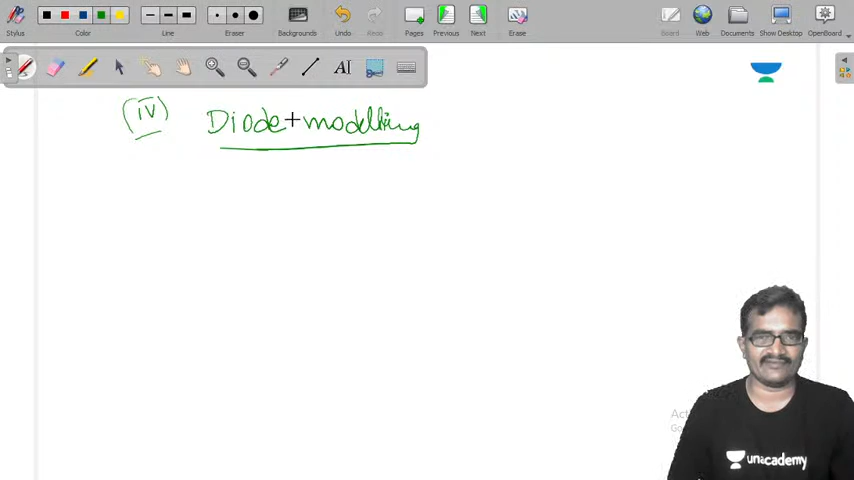 Stylus Color Line Eraser Backgrounds Undo Redo Pages Previous Next Erase Board Web Documents Show Desktop OpenBoard
(iv) Diode modelling
unacademy